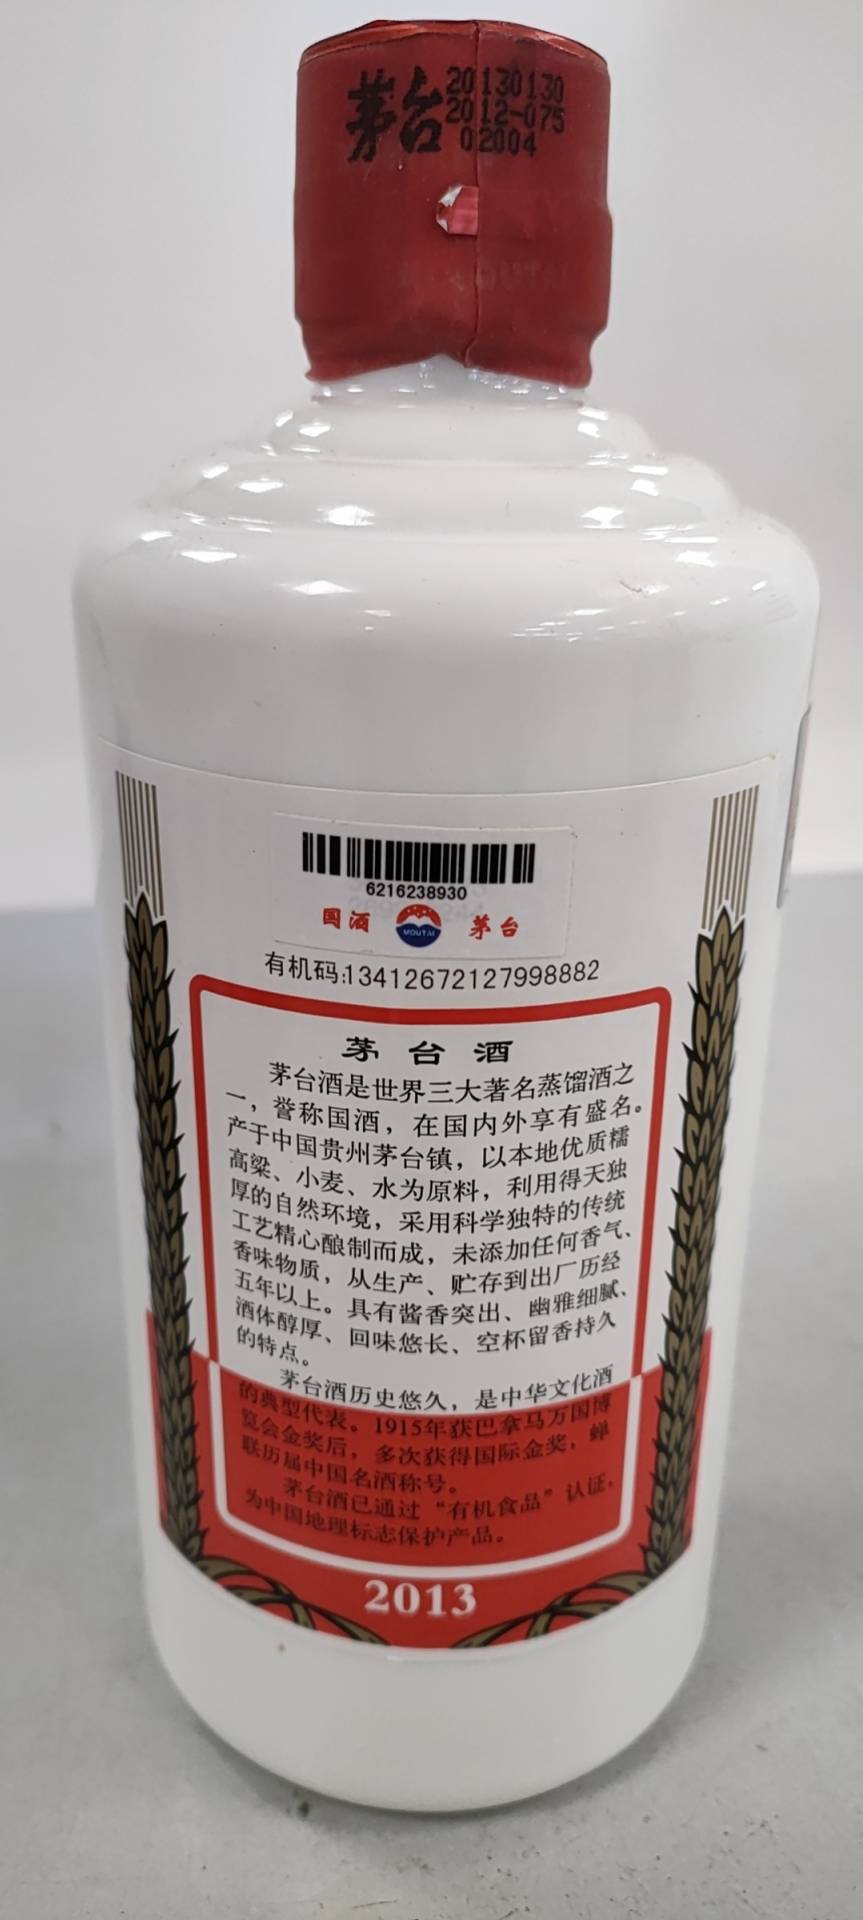 茅台
20130130
2012-075
02004
6216238930
国酒 MOUTAI 茅台
有机码:13412672127998882
茅台酒
茅台酒是世界三大著名蒸馏酒之
一，誉称国酒，在国内外享有盛名。
产于中国贵州茅台镇，以本地优质糯
高粱、小麦、水为原料，利用得天独
厚的自然环境，采用科学独特的传统
工艺精心酿制而成，未添加任何香气、
香味物质，从生产、贮存到出厂历经
五年以上。具有酱香突出、幽雅细腻、
酒体醇厚、回味悠长、空杯留香持久
的特点。
茅台酒历史悠久，是中华文化酒
的典型代表。1915年获巴拿马万国博
览会金奖后，多次获得国际金奖，蝉
联历届中国名酒称号。
茅台酒已通过“有机食品”认证，
为中国地理标志保护产品。
2013